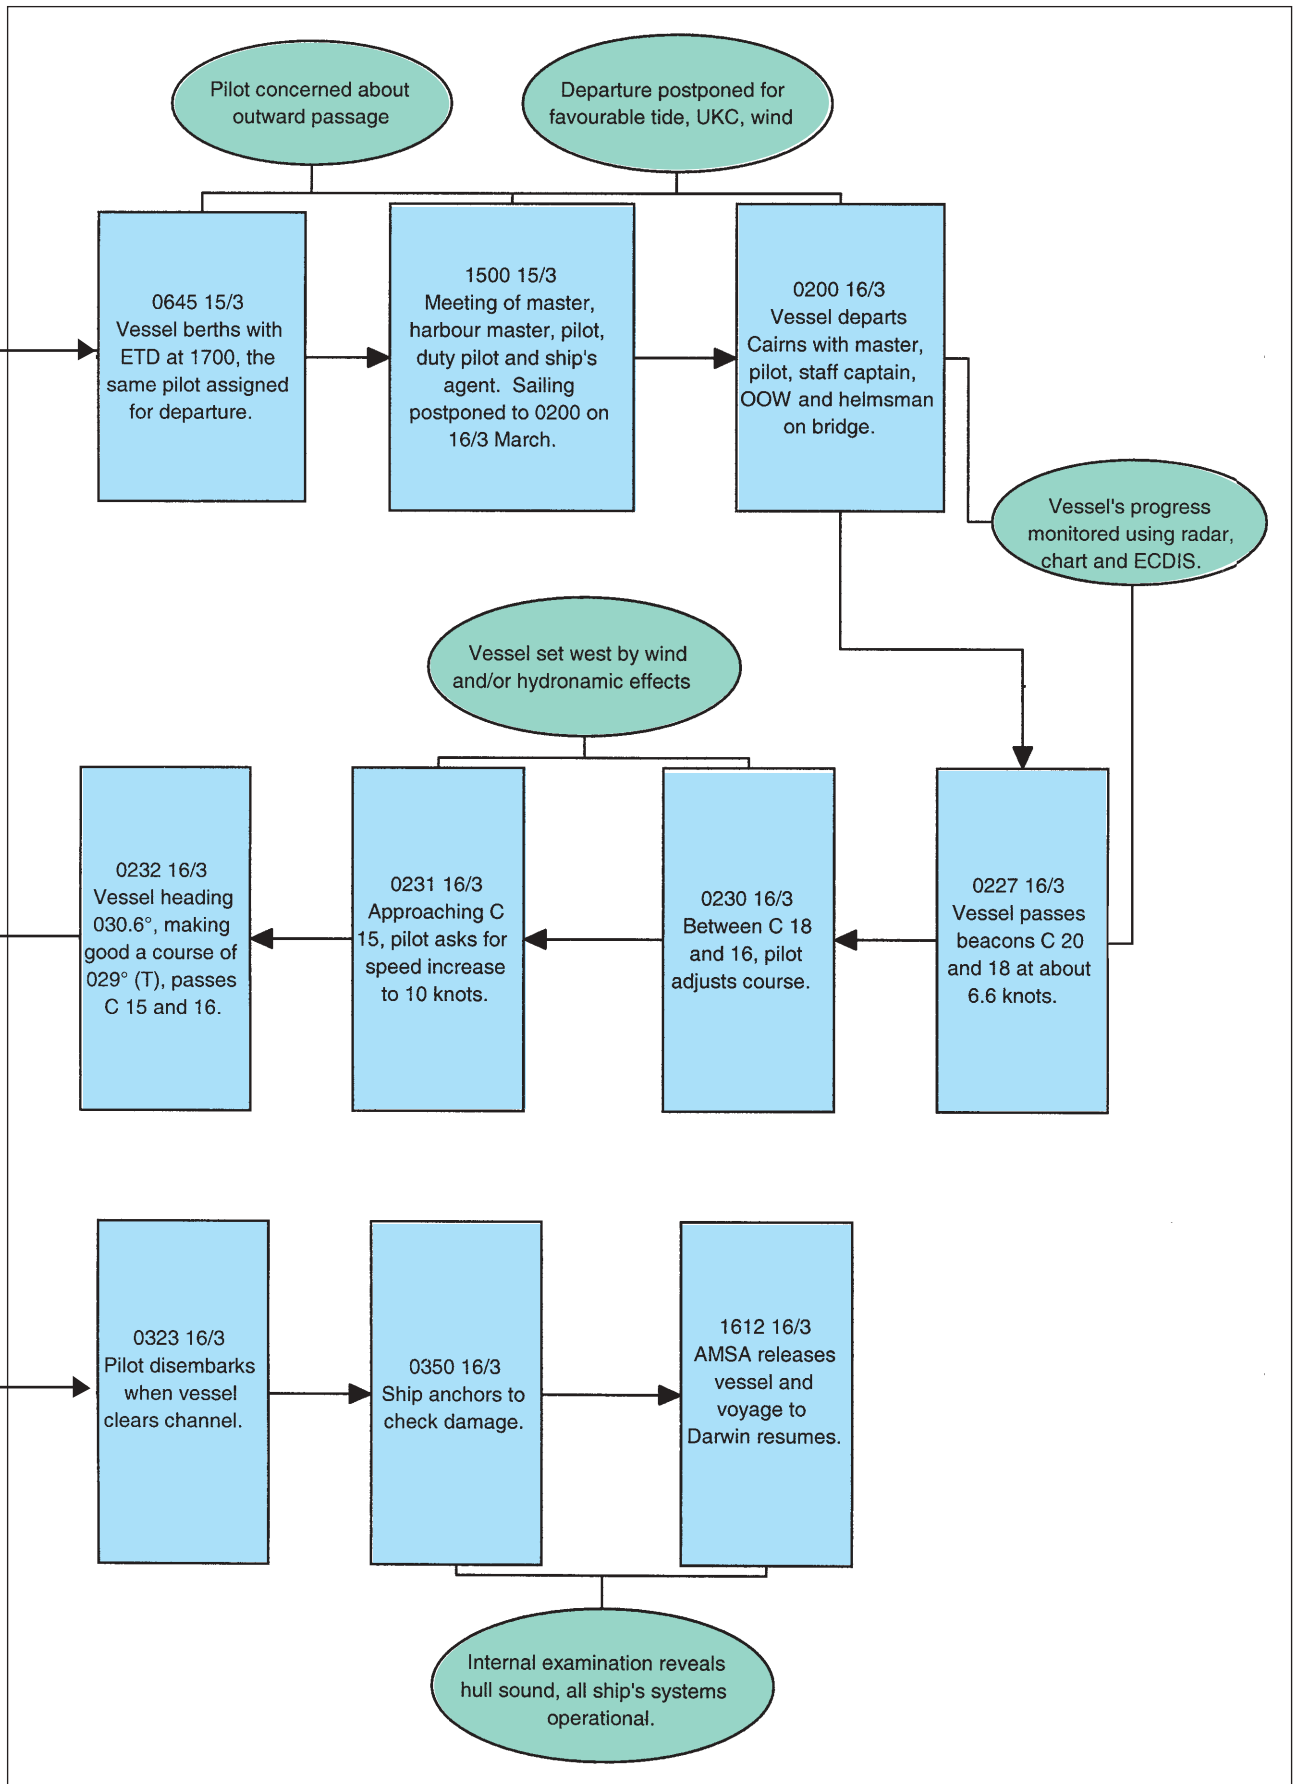 Pilot concerned about
outward passage
Departure postponed for
favourable tide, UKC, wind
0645 15/3
Vessel berths with
ETD at 1700, the
same pilot assigned
for departure.
1500 15/3
Meeting of master,
harbour master, pilot,
duty pilot and ship's
agent. Sailing
postponed to 0200 on
16/3 March.
0200 16/3
Vessel departs
Cairns with master,
pilot, staff captain,
OOW and helmsman
on bridge.
Vessel's progress
monitored using radar,
chart and ECDIS.
Vessel set west by wind
and/or hydronamic effects
0232 16/3
Vessel heading
030.6°, making
good a course of
029° (T), passes
C 15 and 16.
0231 16/3
Approaching C
15, pilot asks for
speed increase
to 10 knots.
0230 16/3
Between C 18
and 16, pilot
adjusts course.
0227 16/3
Vessel passes
beacons C 20
and 18 at about
6.6 knots.
0323 16/3
Pilot disembarks
when vessel
clears channel.
0350 16/3
Ship anchors to
check damage.
1612 16/3
AMSA releases
vessel and
voyage to
Darwin resumes.
Internal examination reveals
hull sound, all ship's systems
operational.